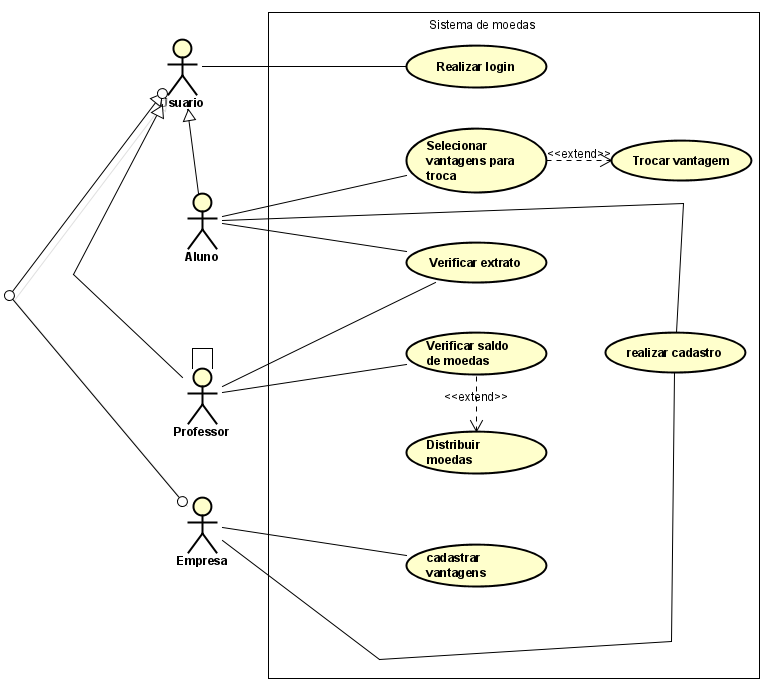 Sistema de moedas
Realizar login
Usuario
Selecionar
vantagens para
troca
<<extend>>
Trocar vantagem
Aluno
Verificar extrato
Verificar saldo
de moedas
realizar cadastro
<<extend>>
Professor
Distribuir
moedas
Empresa
cadastrar
vantagens